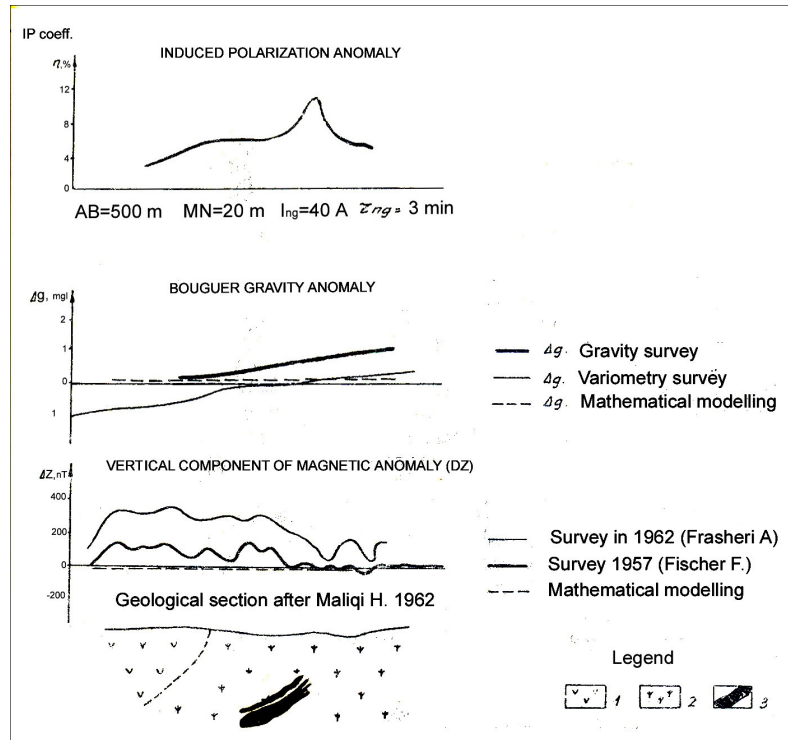 IP coeff.
INDUCED POLARIZATION ANOMALY
η,%
12
8
4
0
AB=500 m MN=20 m Ing=40 A τng= 3 min
BOUGUER GRAVITY ANOMALY
Δg, mgl
2
1
0
1
Δg. Gravity survey
Δg. Variometry survey
Δg. Mathematical modelling
VERTICAL COMPONENT OF MAGNETIC ANOMALY (DZ)
ΔZ,nT
400
200
0
-200
Survey in 1962 (Frasheri A)
Survey 1957 (Fischer F.)
Mathematical modelling
Geological section after Maliqi H. 1962
Legend
1 2 3